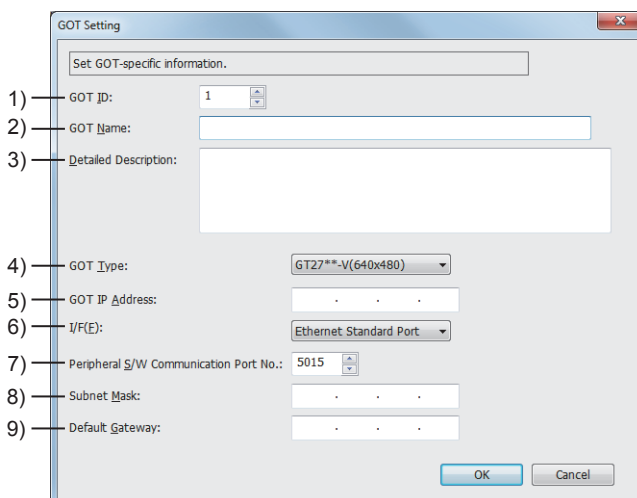 GOT Setting
Set GOT-specific information.
1) GOT ID: 1
2) GOT Name:
3) Detailed Description:
4) GOT Type: GT27**-V(640x480)
5) GOT IP Address: . . .
6) I/F(F): Ethernet Standard Port
7) Peripheral S/W Communication Port No.: 5015
8) Subnet Mask: . . .
9) Default Gateway: . . .
OK Cancel